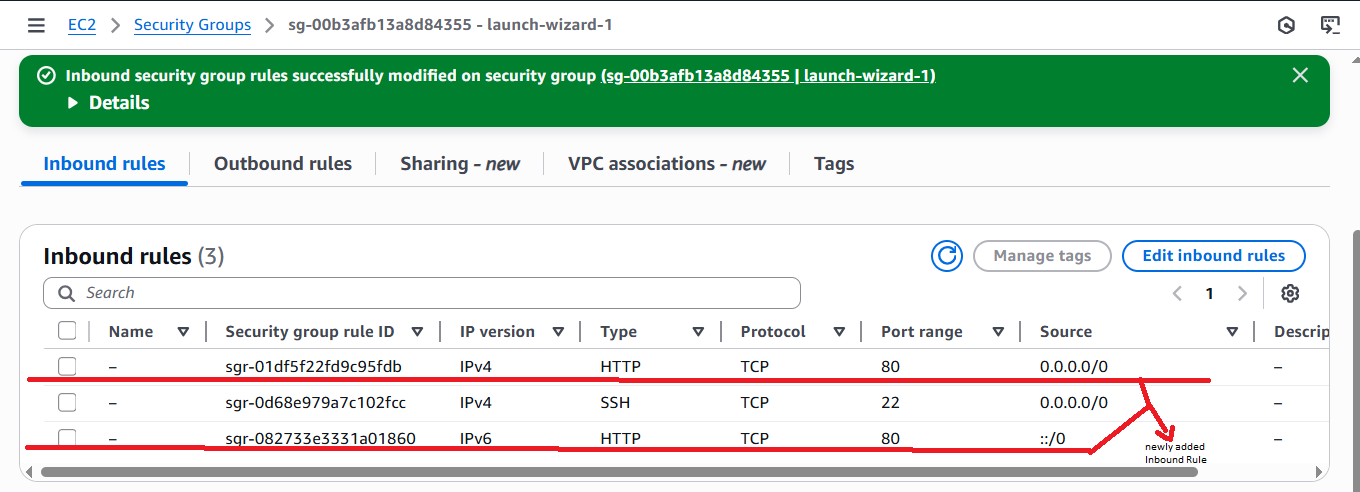 EC2 > Security Groups > sg-00b3afb13a8d84355 - launch-wizard-1
Inbound security group rules successfully modified on security group (sg-00b3afb13a8d84355 | launch-wizard-1)
Details
Inbound rules Outbound rules Sharing - new VPC associations - new Tags
Inbound rules (3) Manage tags Edit inbound rules
Search 1
Name Security group rule ID IP version Type Protocol Port range Source Descrip
– sgr-01df5f22fd9c95fdb IPv4 HTTP TCP 80 0.0.0.0/0 –
– sgr-0d68e979a7c102fcc IPv4 SSH TCP 22 0.0.0.0/0 –
– sgr-082733e3331a01860 IPv6 HTTP TCP 80 ::/0 –
newly added
Inbound Rule